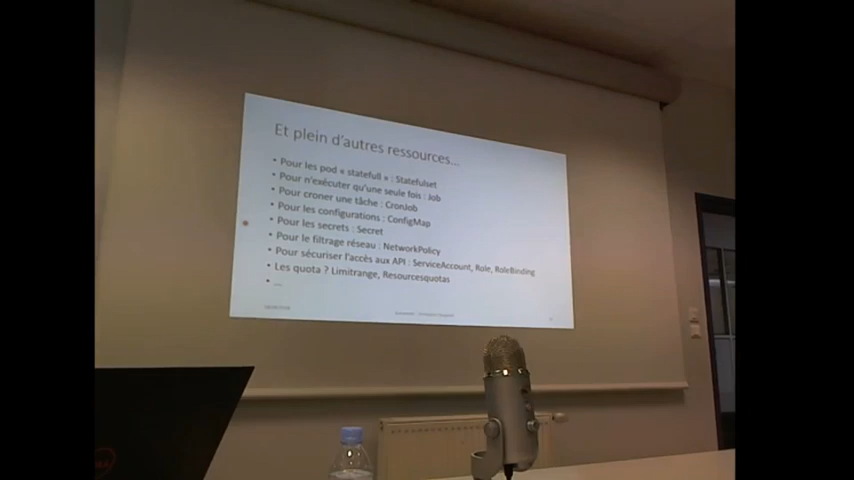 Et plein d'autres ressources...
• Pour les pod « statefull » : Statefulset
• Pour n'exécuter qu'une seule fois : Job
• Pour croner une tâche : CronJob
• Pour les configurations : ConfigMap
• Pour les secrets : Secret
• Pour le filtrage réseau : NetworkPolicy
• Pour sécuriser l'accès aux API : ServiceAccount, Role, RoleBinding
• Les quota ? Limitrange, Resourcesquotas
• ...